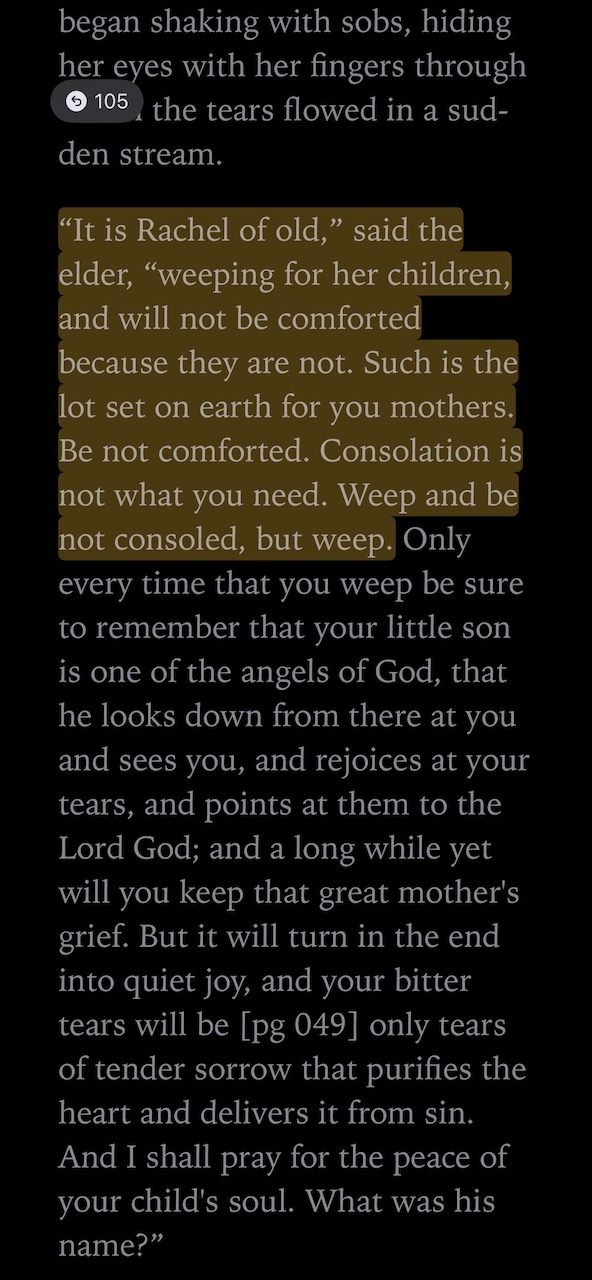 began shaking with sobs, hiding
her eyes with her fingers through
105
the tears flowed in a sud-
den stream.
“It is Rachel of old,” said the
elder, “weeping for her children,
and will not be comforted
because they are not. Such is the
lot set on earth for you mothers.
Be not comforted. Consolation is
not what you need. Weep and be
not consoled, but weep. Only
every time that you weep be sure
to remember that your little son
is one of the angels of God, that
he looks down from there at you
and sees you, and rejoices at your
tears, and points at them to the
Lord God; and a long while yet
will you keep that great mother's
grief. But it will turn in the end
into quiet joy, and your bitter
tears will be [pg 049] only tears
of tender sorrow that purifies the
heart and delivers it from sin.
And I shall pray for the peace of
your child's soul. What was his
name?”